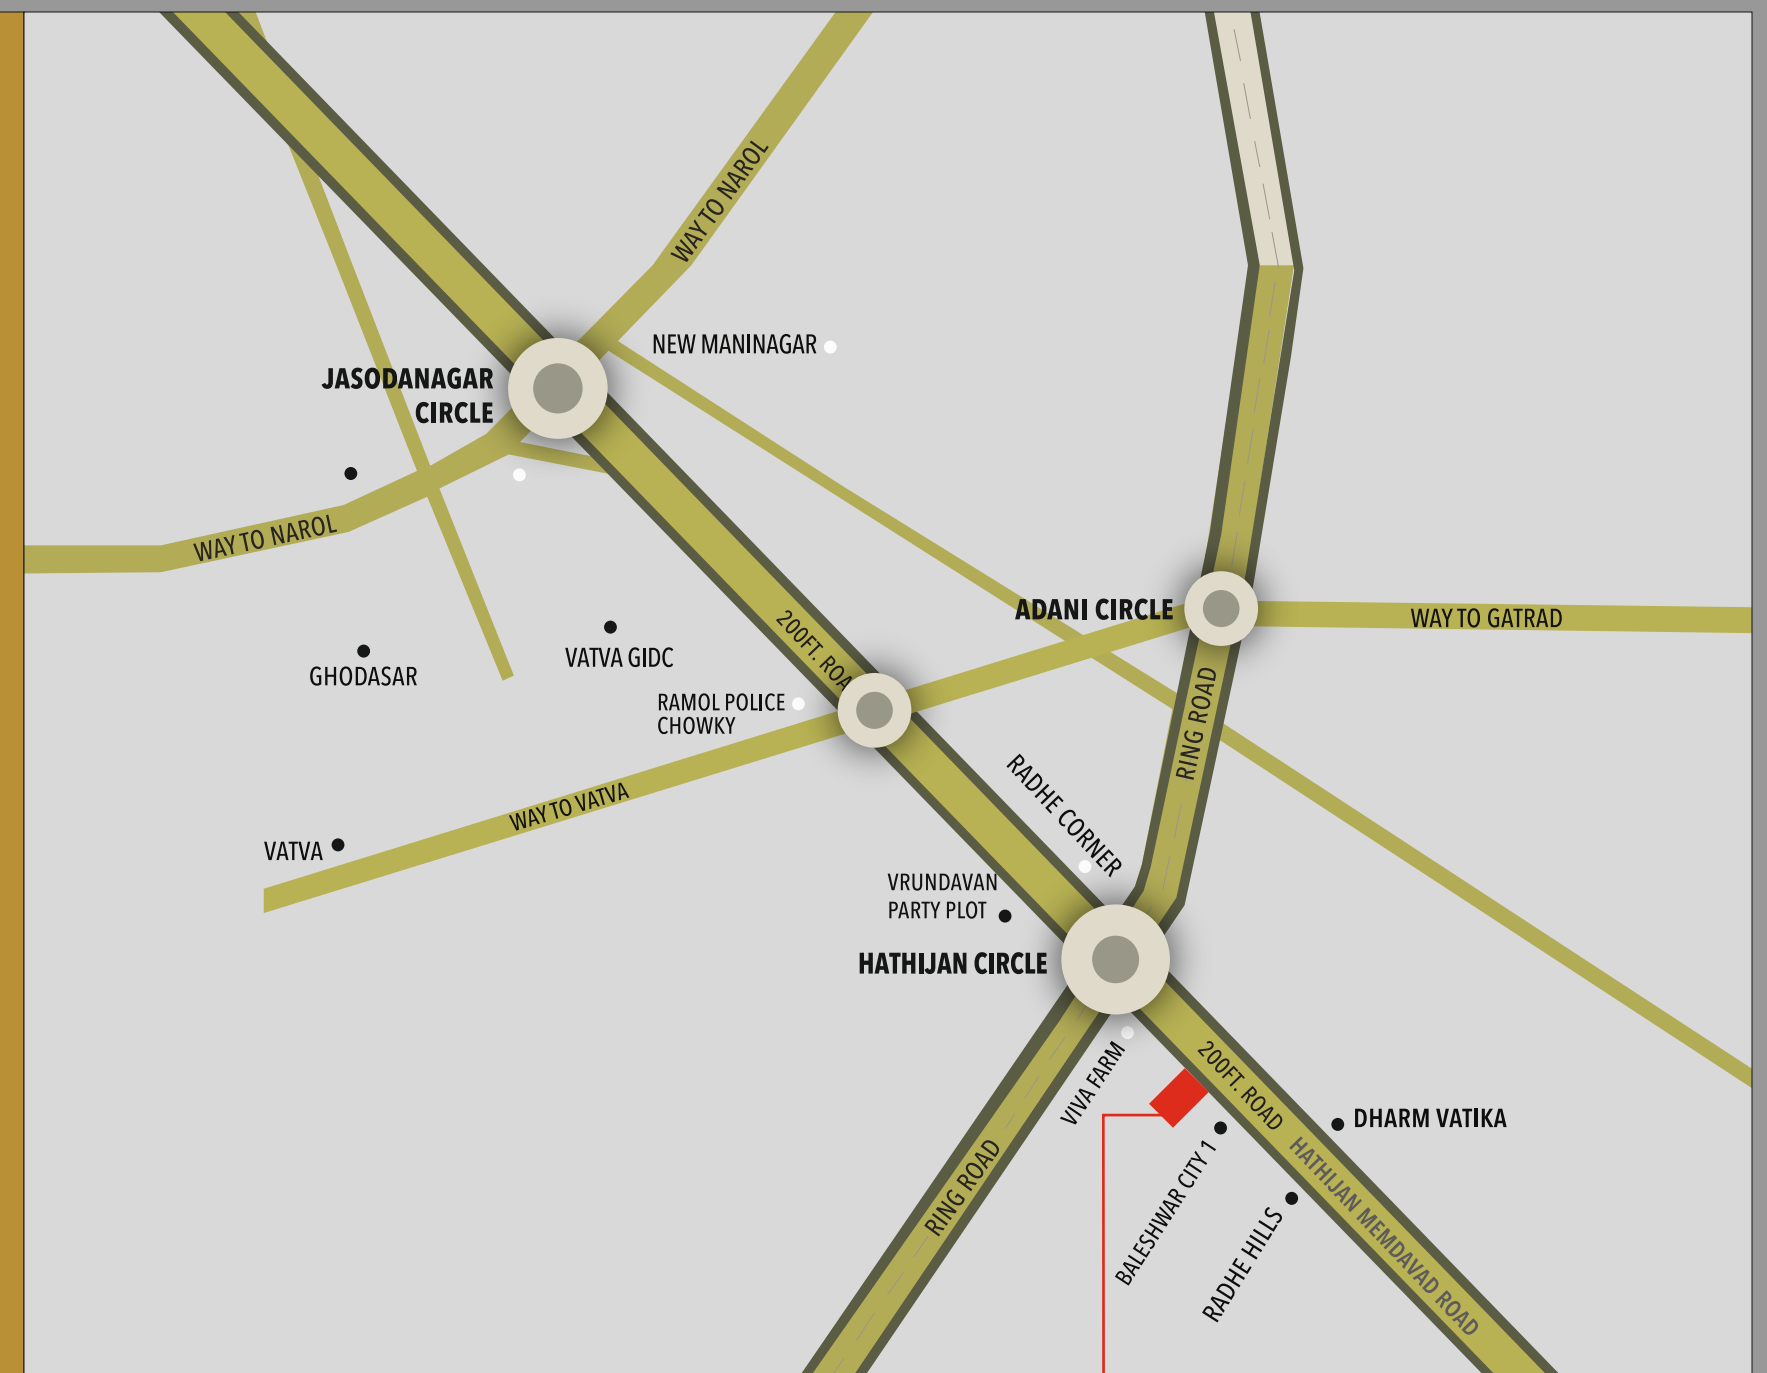 WAY TO NAROL
NEW MANINAGAR
JASODANAGAR
CIRCLE
WAY TO NAROL
ADANI CIRCLE
WAY TO GATRAD
200FT. ROA
GHODASAR
VATVA GIDC
RAMOL POLICE
CHOWKY
RING ROAD
WAY TO VATVA
RADHE CORNER
VATVA
VRUNDAVAN
PARTY PLOT
HATHIJAN CIRCLE
VIVA FARM
200FT. ROAD
DHARM VATIKA
RING ROAD
BALESHWAR CITY 1
RADHE HILLS
HATHIJAN MEMDAVAD ROAD